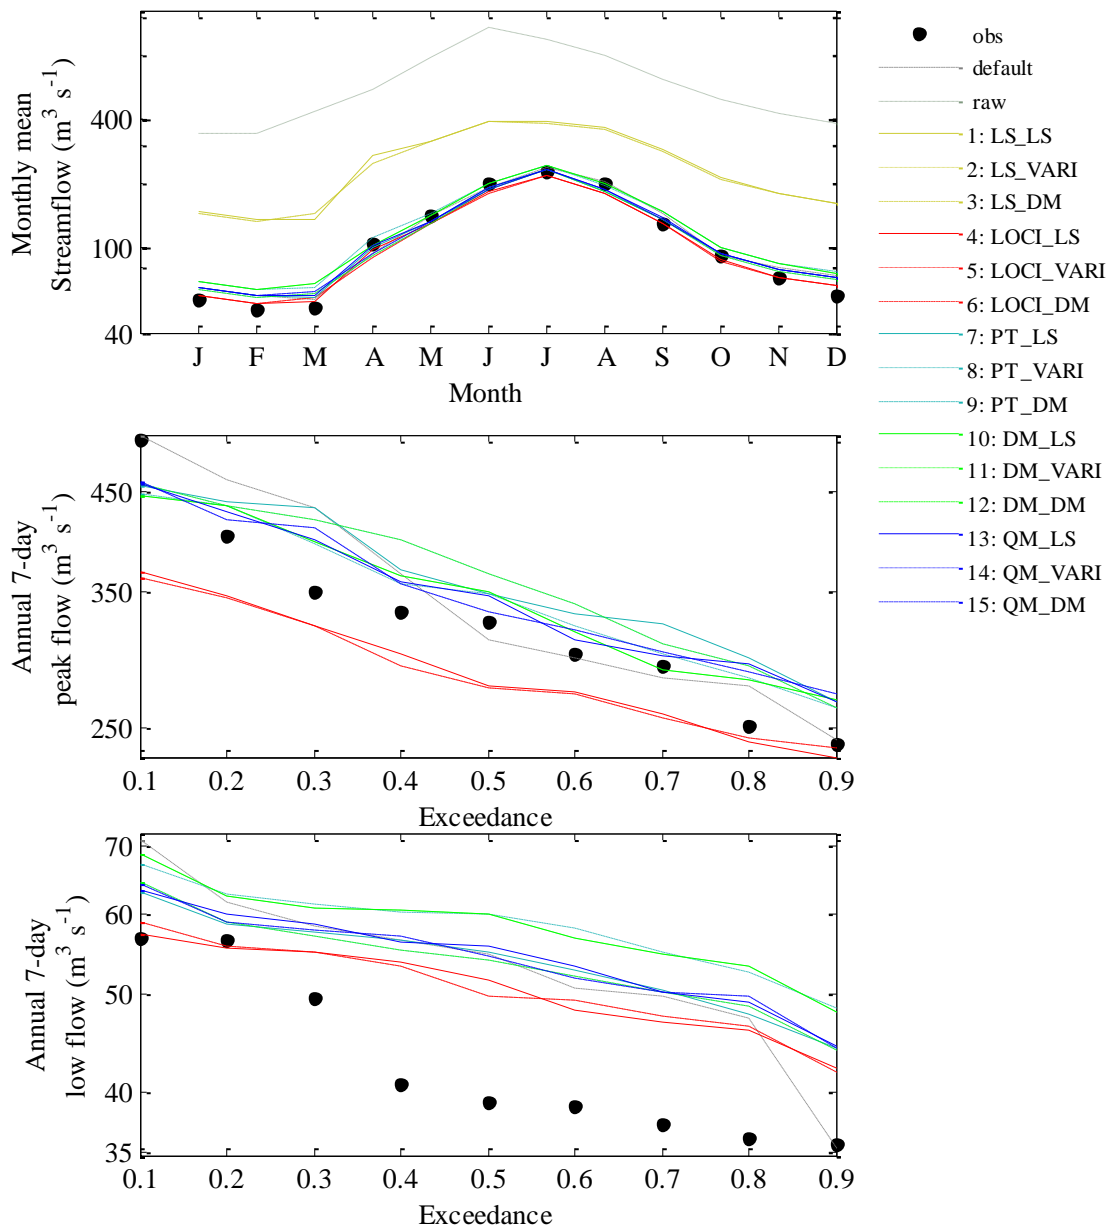 Monthly mean
Streamflow (m³ s⁻¹)
400
100
40
J F M A M J J A S O N D
Month
Annual 7-day
peak flow (m³ s⁻¹)
450
350
250
0.1 0.2 0.3 0.4 0.5 0.6 0.7 0.8 0.9
Exceedance
Annual 7-day
low flow (m³ s⁻¹)
70
60
50
40
35
0.1 0.2 0.3 0.4 0.5 0.6 0.7 0.8 0.9
Exceedance
obs
default
raw
1: LS_LS
2: LS_VARI
3: LS_DM
4: LOCI_LS
5: LOCI_VARI
6: LOCI_DM
7: PT_LS
8: PT_VARI
9: PT_DM
10: DM_LS
11: DM_VARI
12: DM_DM
13: QM_LS
14: QM_VARI
15: QM_DM